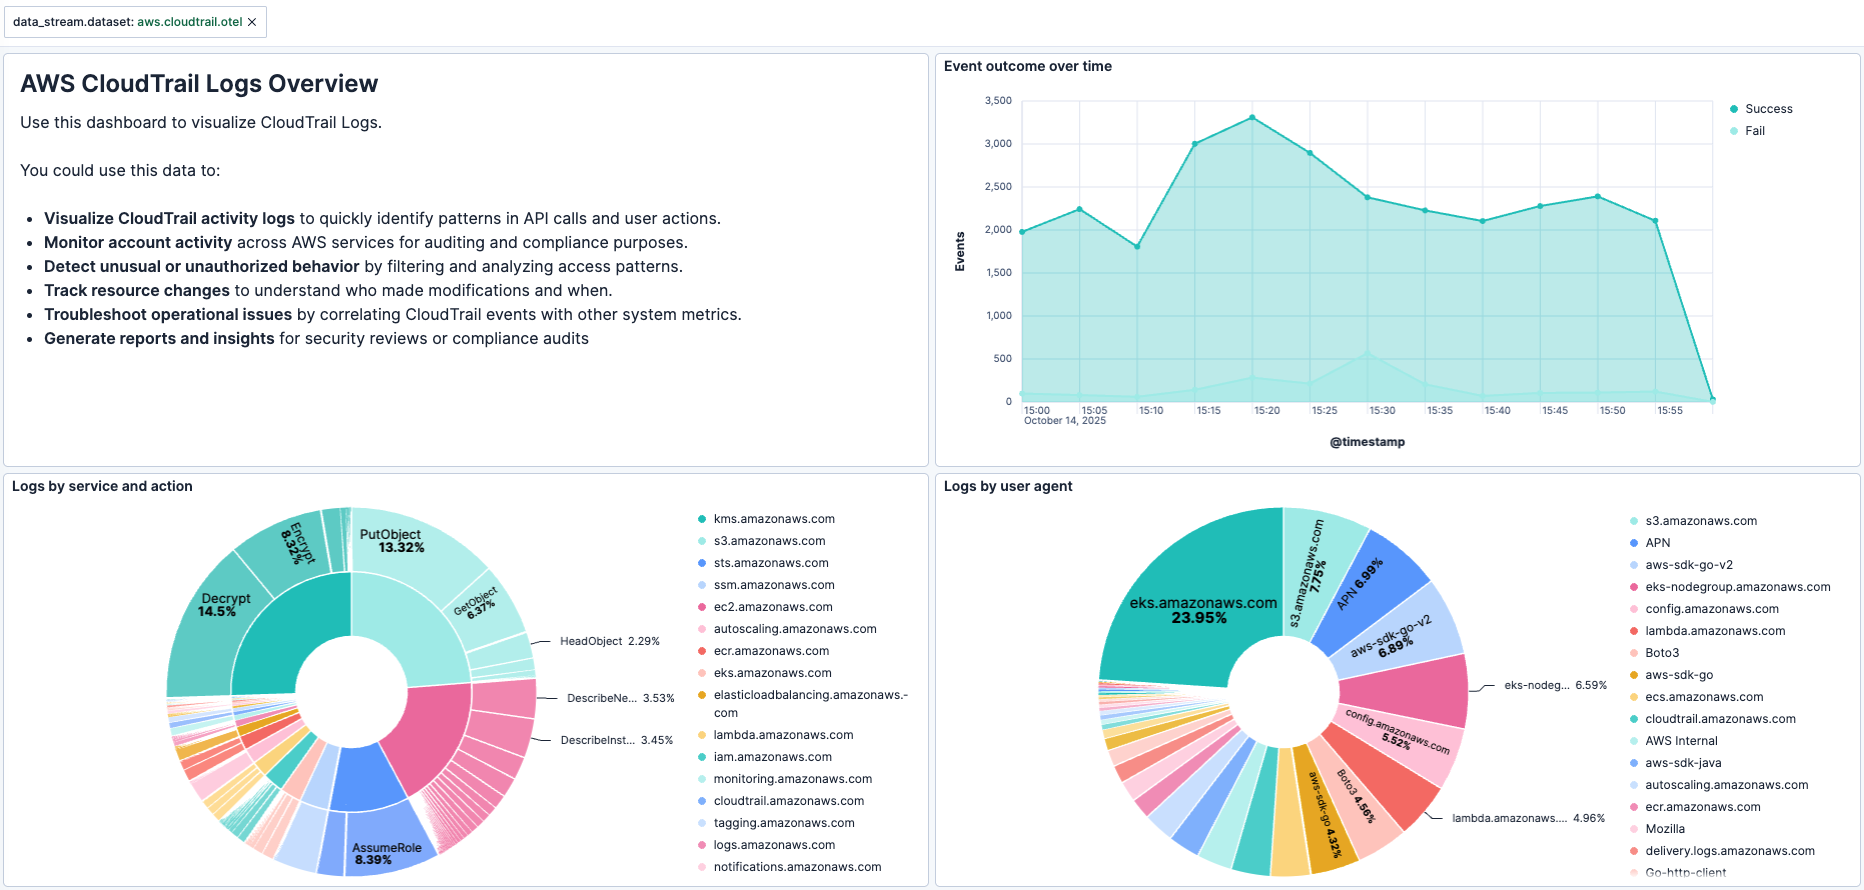 data_stream.dataset: aws.cloudtrail.otel ×
AWS CloudTrail Logs Overview
Use this dashboard to visualize CloudTrail Logs.
You could use this data to:
• Visualize CloudTrail activity logs to quickly identify patterns in API calls and user actions.
• Monitor account activity across AWS services for auditing and compliance purposes.
• Detect unusual or unauthorized behavior by filtering and analyzing access patterns.
• Track resource changes to understand who made modifications and when.
• Troubleshoot operational issues by correlating CloudTrail events with other system metrics.
• Generate reports and insights for security reviews or compliance audits
Event outcome over time
3,500
3,000
2,500
2,000
1,500
1,000
500
0
Events
15:00 15:05 15:10 15:15 15:20 15:25 15:30 15:35 15:40 15:45 15:50 15:55
October 14, 2025
@timestamp
Success
Fail
Logs by service and action
PutObject
13.32%
GetObject
6.37%
HeadObject 2.29%
DescribeNe... 3.53%
DescribeInst... 3.45%
AssumeRole
8.39%
Decrypt
14.5%
Encrypt
8.32%
kms.amazonaws.com
s3.amazonaws.com
sts.amazonaws.com
ssm.amazonaws.com
ec2.amazonaws.com
autoscaling.amazonaws.com
ecr.amazonaws.com
eks.amazonaws.com
elasticloadbalancing.amazonaws.-
com
lambda.amazonaws.com
iam.amazonaws.com
monitoring.amazonaws.com
cloudtrail.amazonaws.com
tagging.amazonaws.com
logs.amazonaws.com
notifications.amazonaws.com
Logs by user agent
eks.amazonaws.com
23.95%
s3.amazonaws.com
7.75%
APN 6.99%
aws-sdk-go-v2
6.89%
eks-nodeg... 6.59%
config.amazonaws.com
5.52%
lambda.amazonaws.... 4.96%
Boto3 4.56%
aws-sdk-go 4.32%
s3.amazonaws.com
APN
aws-sdk-go-v2
eks-nodegroup.amazonaws.com
config.amazonaws.com
lambda.amazonaws.com
Boto3
aws-sdk-go
ecs.amazonaws.com
cloudtrail.amazonaws.com
AWS Internal
aws-sdk-java
autoscaling.amazonaws.com
ecr.amazonaws.com
Mozilla
delivery.logs.amazonaws.com
Go-http-client